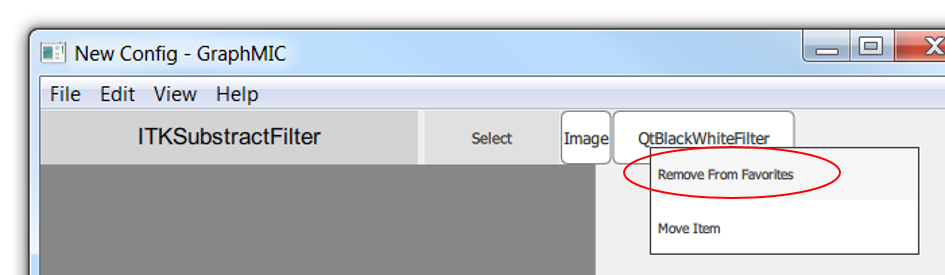 New Config - GraphMIC
File Edit View Help
ITKSubstractFilter Select Image QtBlackWhiteFilter
Remove From Favorites
Move Item